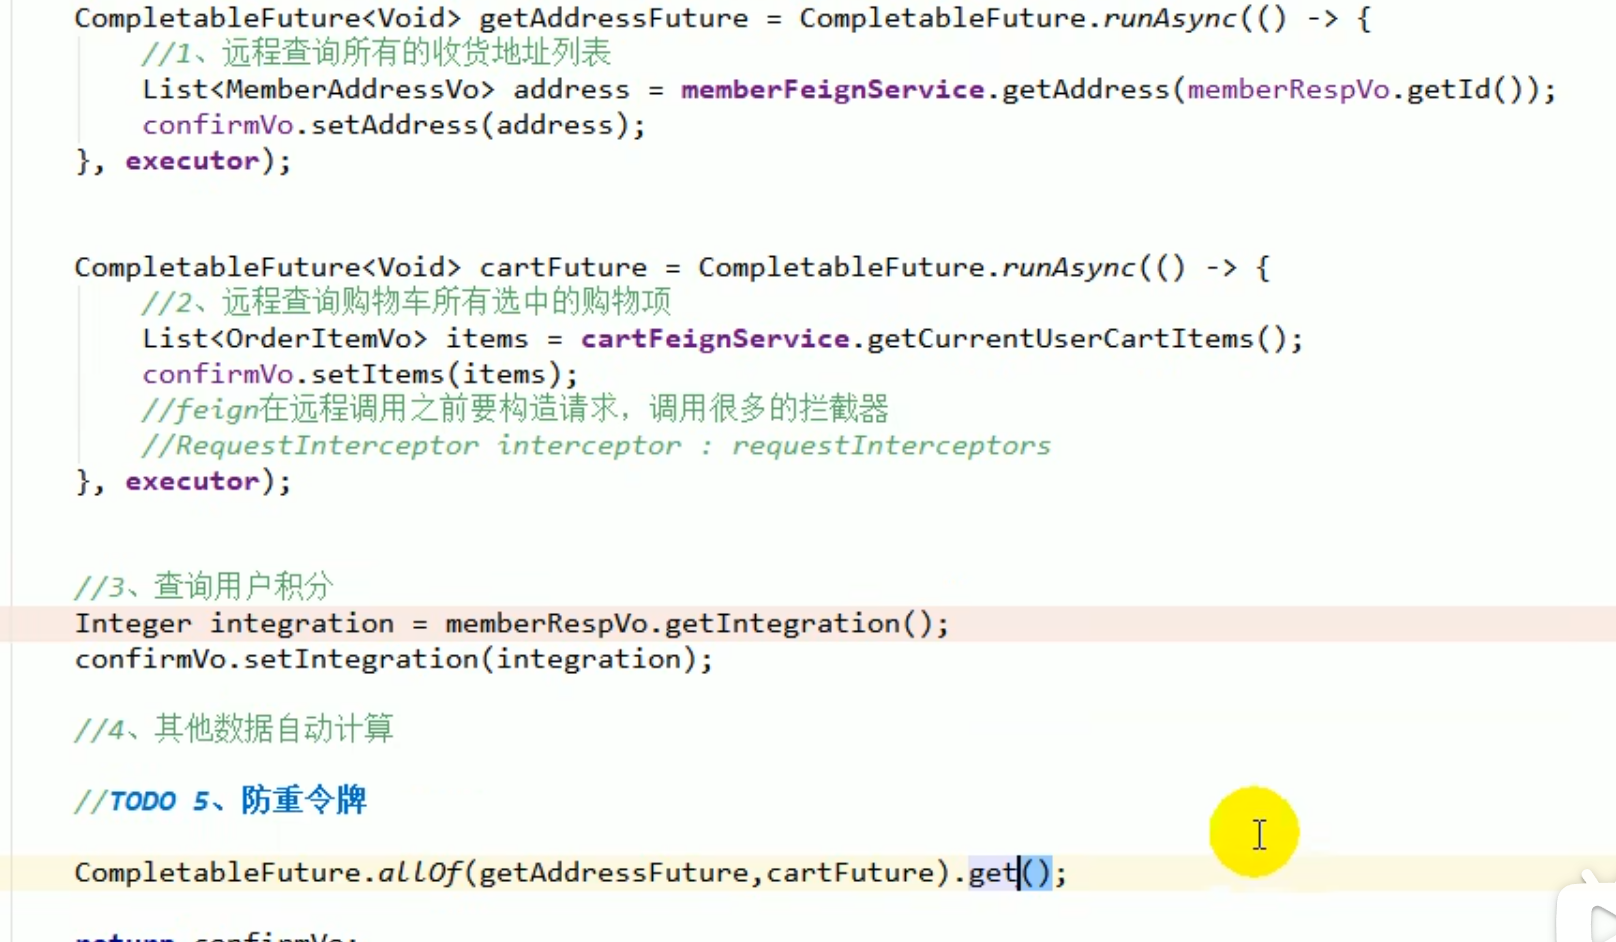 CompletableFuture<Void> getAddressFuture = CompletableFuture.runAsync(() -> {
//1、远程查询所有的收货地址列表
List<MemberAddressVo> address = memberFeignService.getAddress(memberRespVo.getId());
confirmVo.setAddress(address);
}, executor);
CompletableFuture<Void> cartFuture = CompletableFuture.runAsync(() -> {
//2、远程查询购物车所有选中的购物项
List<OrderItemVo> items = cartFeignService.getCurrentUserCartItems();
confirmVo.setItems(items);
//feign在远程调用之前要构造请求，调用很多的拦截器
//RequestInterceptor interceptor : requestInterceptors
}, executor);
//3、查询用户积分
Integer integration = memberRespVo.getIntegration();
confirmVo.setIntegration(integration);
//4、其他数据自动计算
//TODO 5、防重令牌
CompletableFuture.allOf(getAddressFuture,cartFuture).get();
return confirmVo;